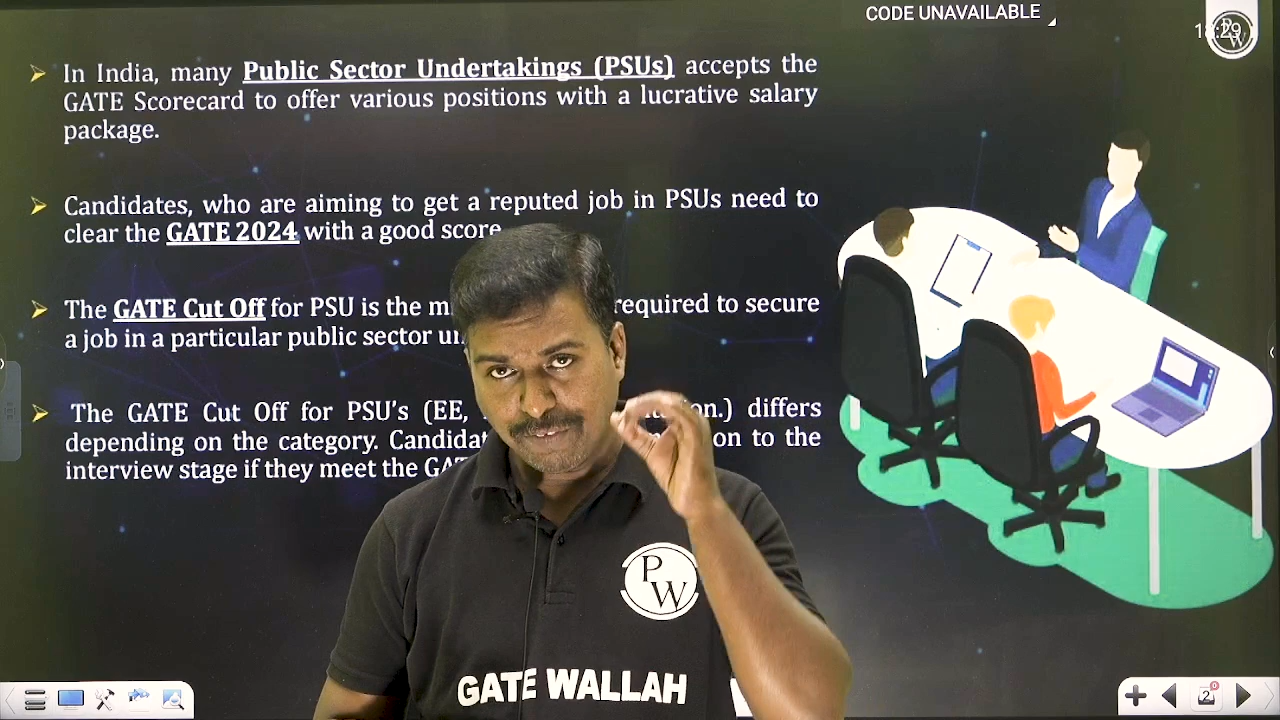 CODE UNAVAILABLE
18:29
PW
In India, many Public Sector Undertakings (PSUs) accepts the
GATE Scorecard to offer various positions with a lucrative salary
package.
Candidates, who are aiming to get a reputed job in PSUs need to
clear the GATE 2024 with a good score
The GATE Cut Off for PSU is the required to secure
a job in a particular public sector
The GATE Cut Off for PSU's (EE, differs
depending on the category. on to the
interview stage if they meet the
P
W
GATE WALLAH
2